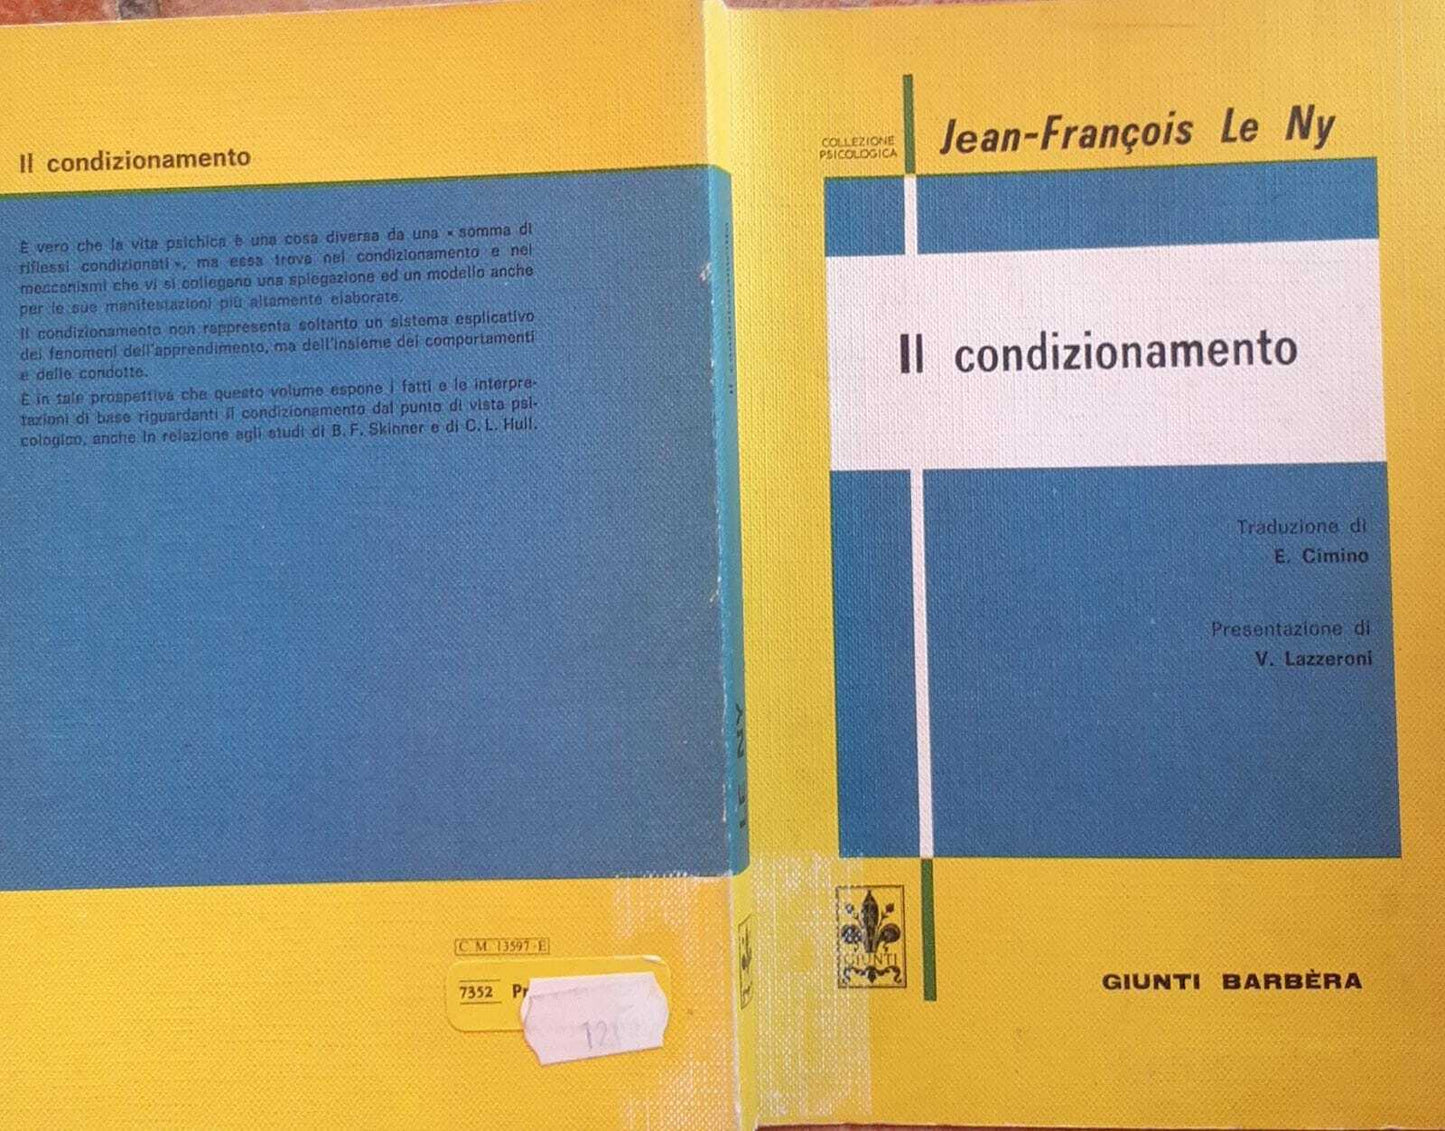 Il condizionamento
È vero che la vita psichica è una cosa diversa da una « somma di
riflessi condizionati », ma essa trova nel condizionamento e nei
meccanismi che vi si collegano una spiegazione ed un modello anche
per le sue manifestazioni più altamente elaborate.
Il condizionamento non rappresenta soltanto un sistema esplicativo
dei fenomeni dell'apprendimento, ma dell'insieme dei comportamenti
e delle condotte.
È in tale prospettiva che questo volume espone i fatti e le interpre-
tazioni di base riguardanti il condizionamento dal punto di vista psi-
cologico, anche in relazione agli studi di B. F. Skinner e di C. L. Hull.
C. M. 13597-E
7352
LE NY
COLLEZIONE
PSICOLOGICA
Jean-François Le Ny
Il condizionamento
Traduzione di
E. Cimino
Presentazione di
V. Lazzeroni
GIUNTI
GIUNTI BARBÈRA